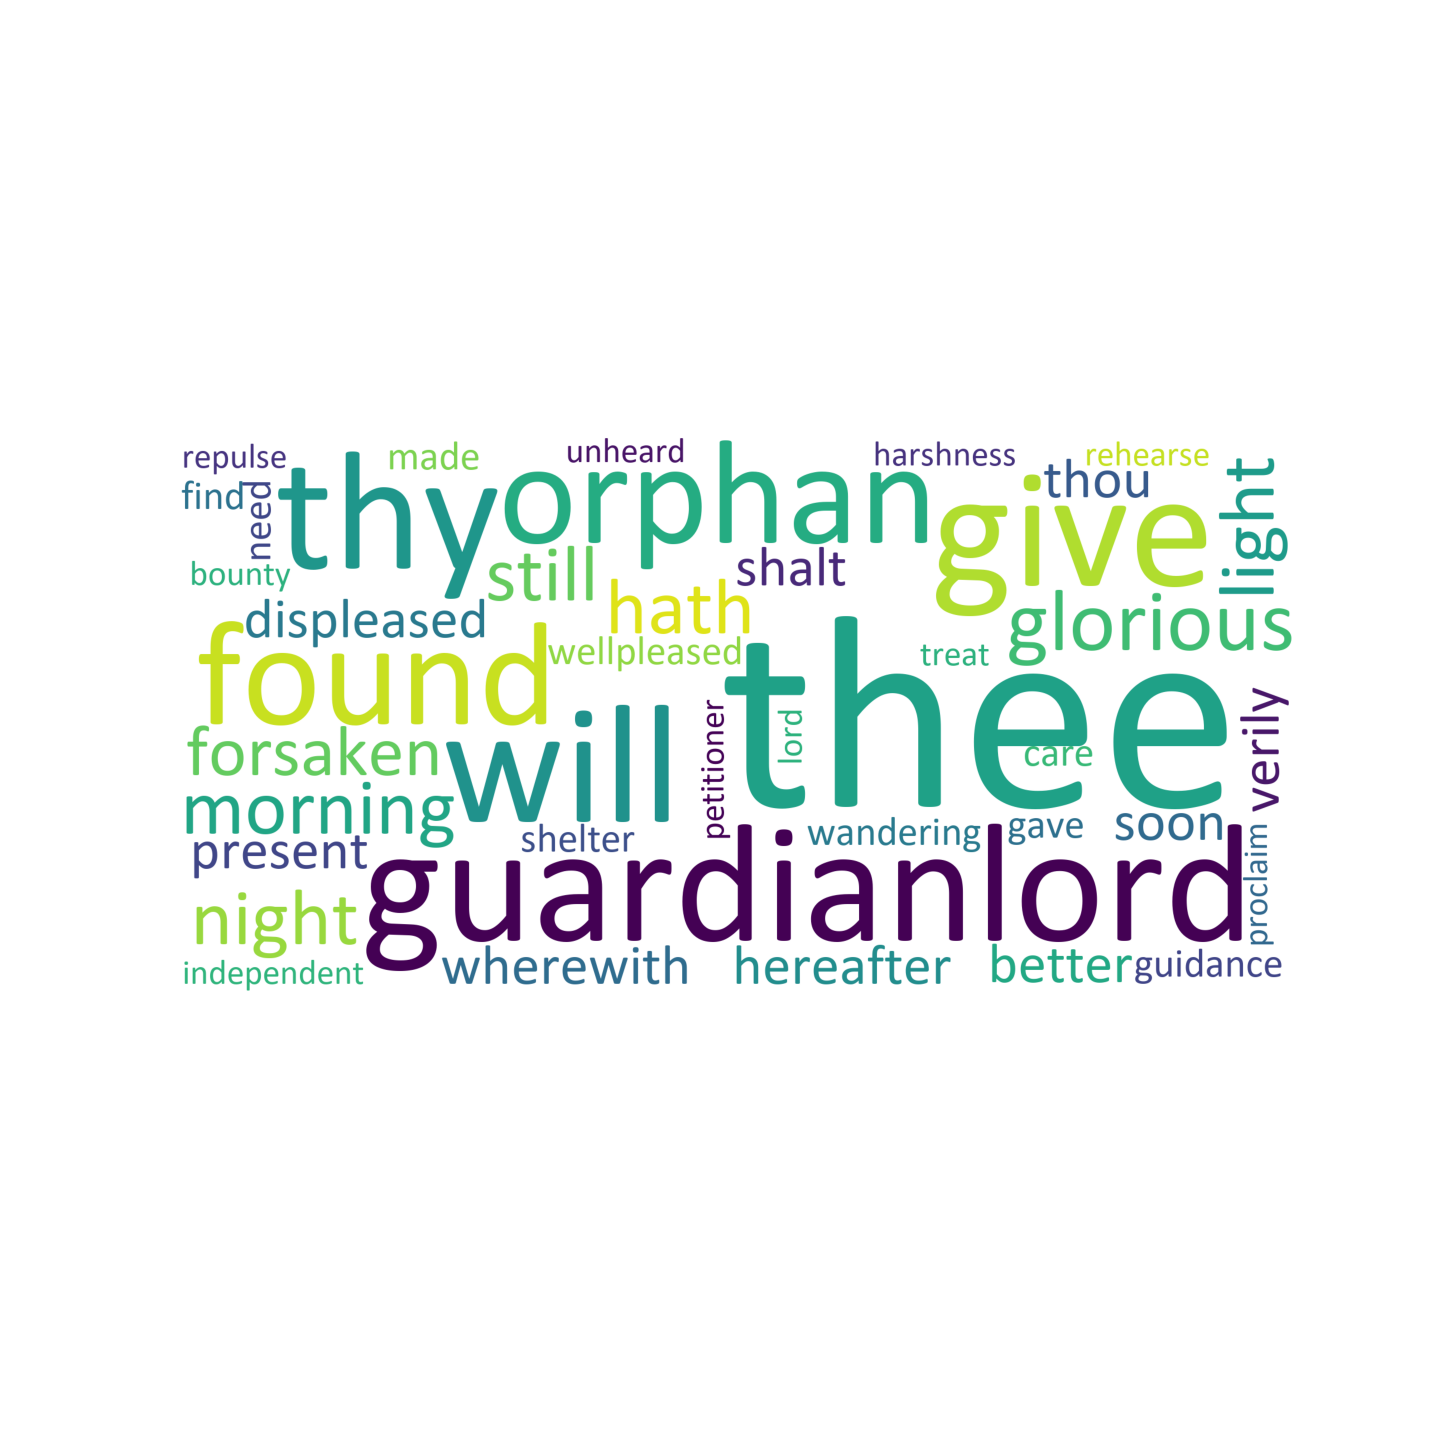 repulse made unheard harshness rehearse
find need thy orphan give thou light
bounty still shalt
displeased hath glorious
found wellpleased treat
forsaken will petitioner lord thee care verily
morning
present shelter wandering gave soon
night guardianlord proclaim
independent wherewith hereafter better guidance